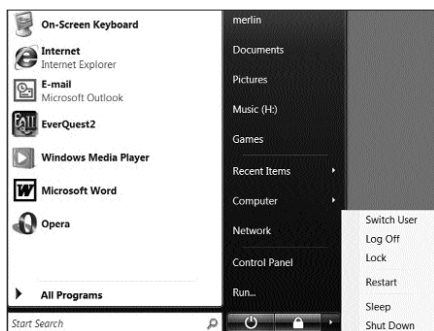 On-Screen Keyboard
Internet
Internet Explorer
E-mail
Microsoft Outlook
EverQuest2
Windows Media Player
Microsoft Word
Opera
All Programs
Start Search
merlin
Documents
Pictures
Music (H:)
Games
Recent Items
Computer
Network
Control Panel
Run...
Switch User
Log Off
Lock
Restart
Sleep
Shut Down